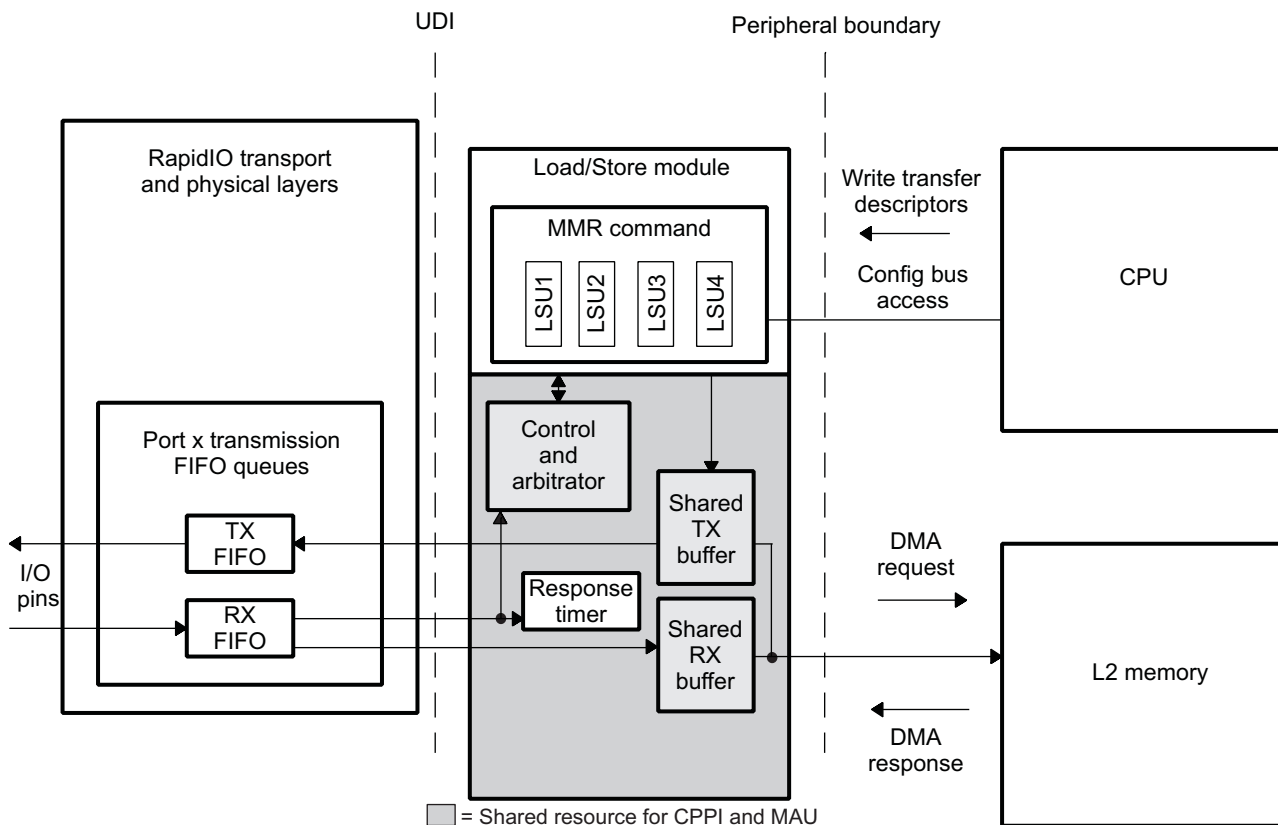 UDI
Peripheral boundary
RapidIO transport
and physical layers
Load/Store module
MMR command
LSU1
LSU2
LSU3
LSU4
Write transfer
descriptors
Config bus
access
CPU
Port x transmission
FIFO queues
Control
and
arbitrator
Shared
TX
buffer
TX
FIFO
I/O
pins
RX
FIFO
Response
timer
Shared
RX
buffer
DMA
request
L2 memory
DMA
response
= Shared resource for CPPI and MAU